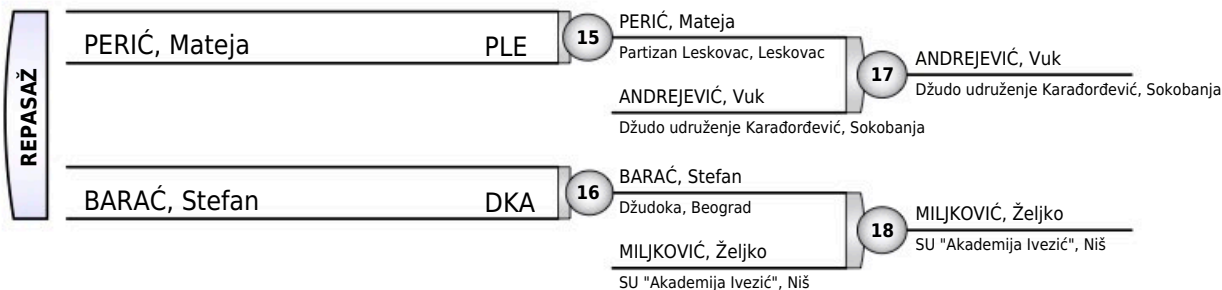 REPASAŽ
PERIĆ, Mateja PLE
15
PERIĆ, Mateja
Partizan Leskovac, Leskovac
ANDREJEVIĆ, Vuk
Džudo udruženje Karađorđević, Sokobanja
17
ANDREJEVIĆ, Vuk
Džudo udruženje Karađorđević, Sokobanja
BARAĆ, Stefan DKA
16
BARAĆ, Stefan
Džudoka, Beograd
MILJKOVIĆ, Željko
SU "Akademija Ivezić", Niš
18
MILJKOVIĆ, Željko
SU "Akademija Ivezić", Niš